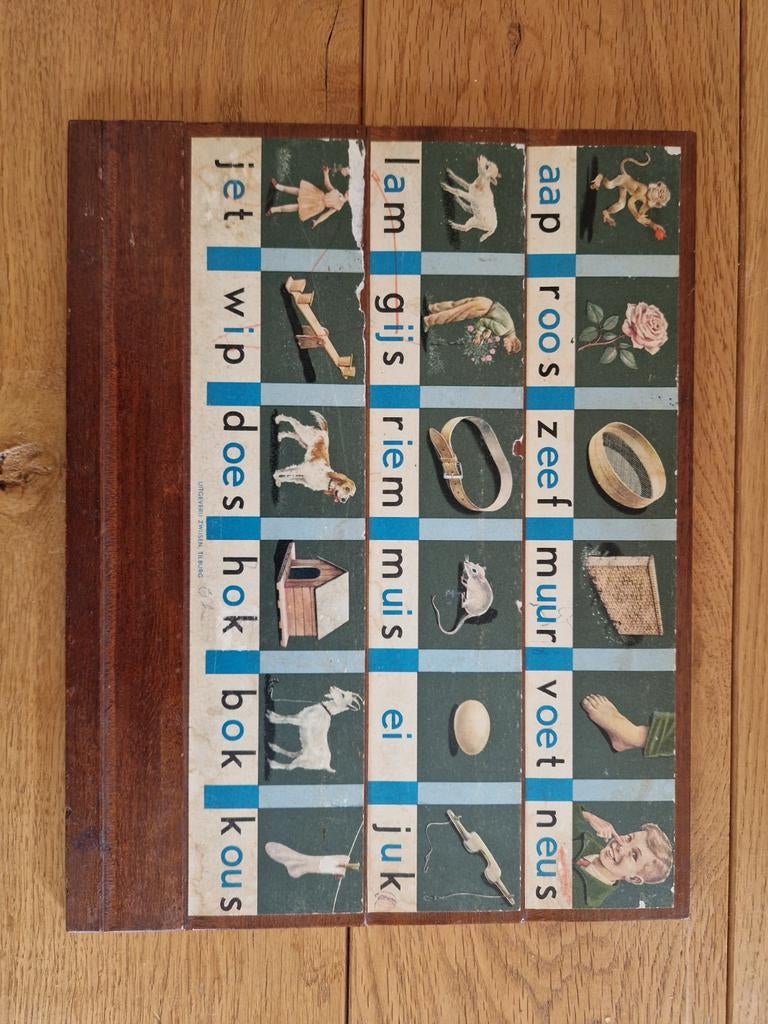 aap roos zeef muur voet neus
lam gijs riem muis ei juk
jet wip does hok bok kous
UITGEVERIJ ZWIJSEN, TILBURG